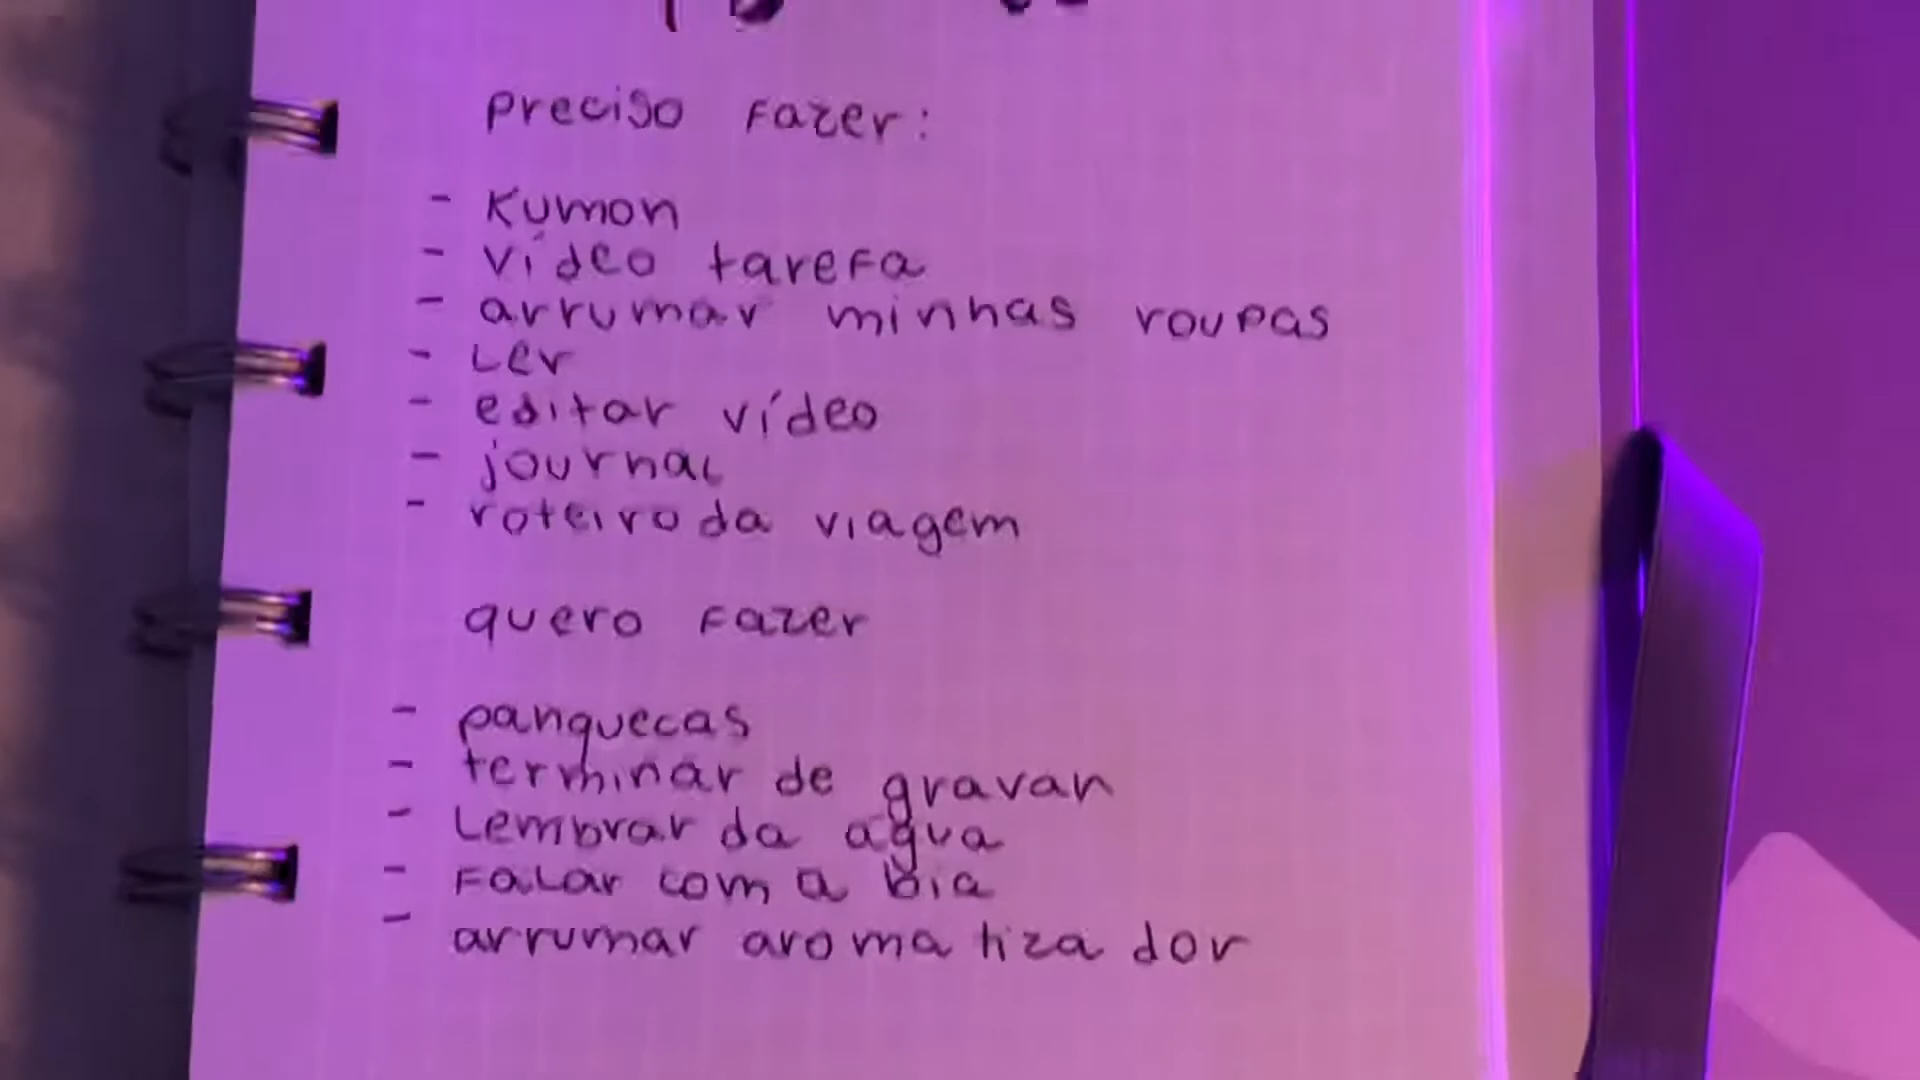 preciso fazer:
- Kumon
- vídeo tarefa
- arrumar minhas roupas
- Ler
- editar vídeo
- journal
- roteiro da viagem
quero fazer
- panquecas
- terminar de gravar
- Lembrar da água
- Falar com a bia
- arrumar aromatizador